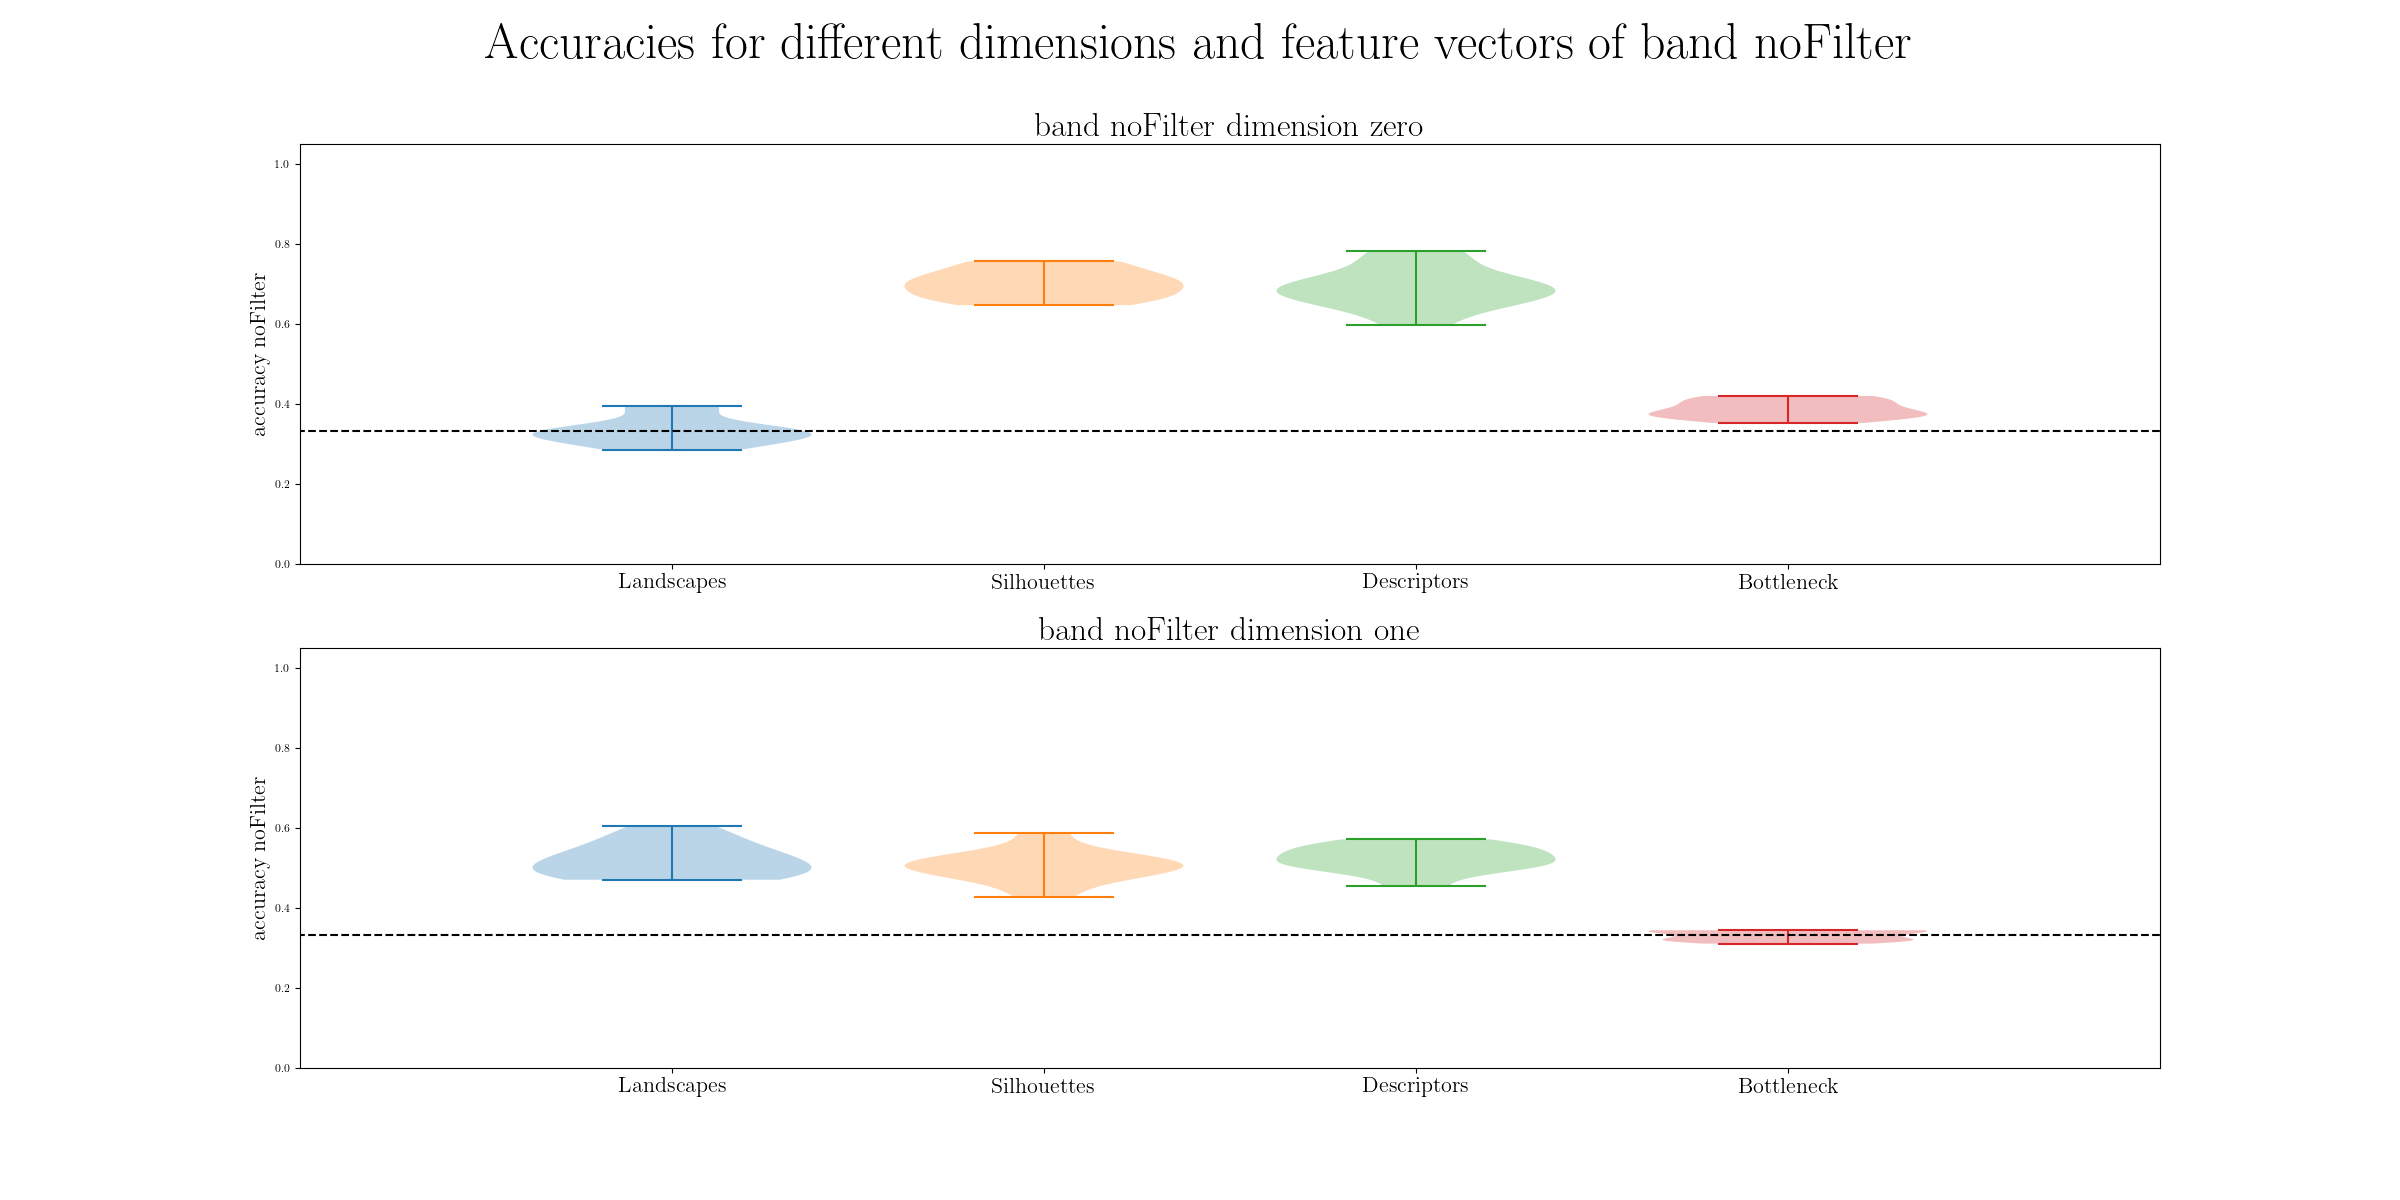 Accuracies for different dimensions and feature vectors of band noFilter
band noFilter dimension zero
accuracy noFilter
1.0
0.8
0.6
0.4
0.2
0.0
Landscapes Silhouettes Descriptors Bottleneck
band noFilter dimension one
accuracy noFilter
1.0
0.8
0.6
0.4
0.2
0.0
Landscapes Silhouettes Descriptors Bottleneck